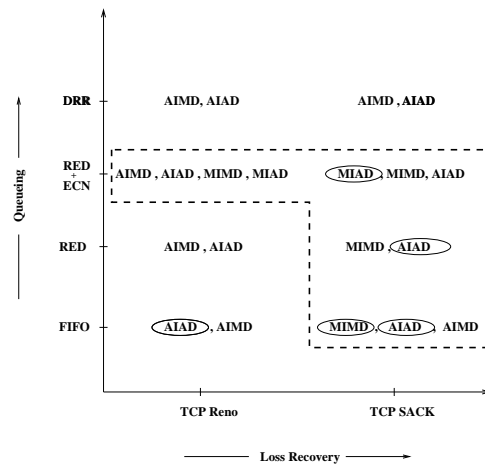 DRR AIMD , AIAD AIMD , AIAD
RED
+
ECN
AIMD , AIAD , MIMD , MIAD MIAD , MIMD, AIAD
Queueing
RED AIMD , AIAD MIMD , AIAD
FIFO AIAD , AIMD MIMD , AIAD , AIMD
TCP Reno TCP SACK
Loss Recovery